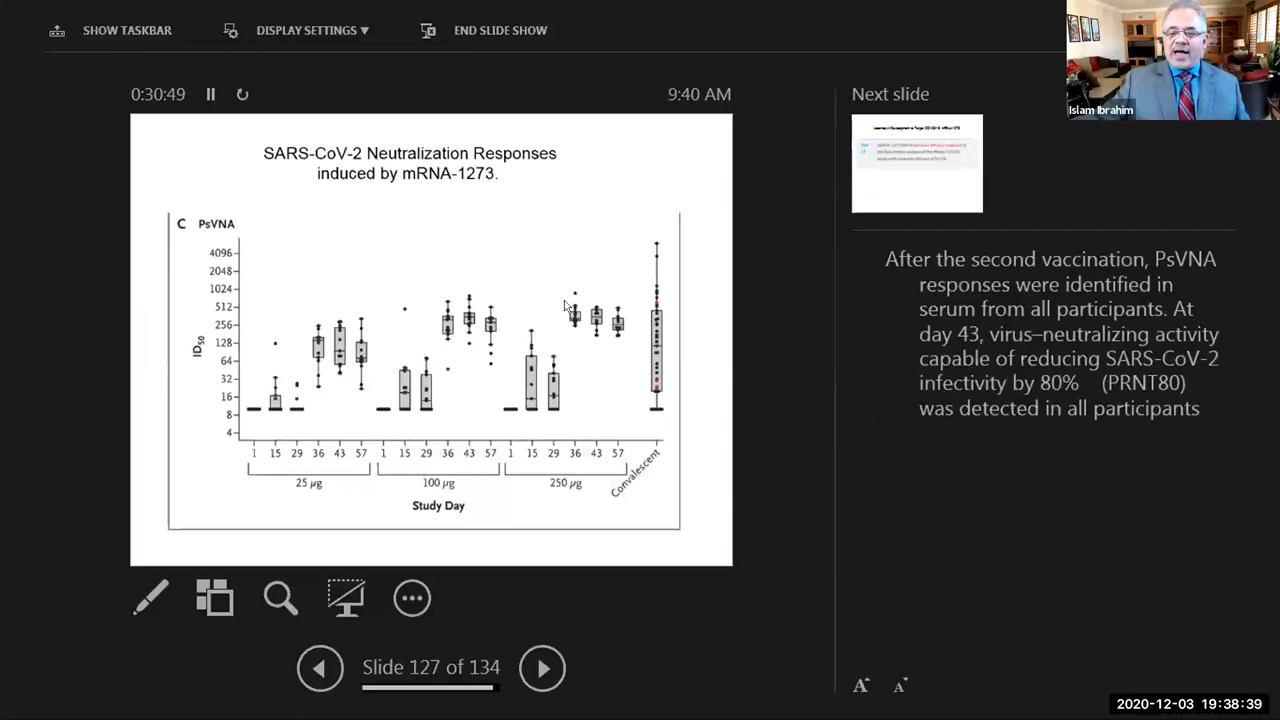 SHOW TASKBAR DISPLAY SETTINGS ▼ END SLIDE SHOW
Islam Ibrahim
0:30:49 9:40 AM
Next slide
SARS-CoV-2 Neutralization Responses
induced by mRNA-1273.
C PsVNA
4096
2048
1024
512
256
128
64
32
16
8
4
ID50
1 15 29 36 43 57 1 15 29 36 43 57 1 15 29 36 43 57 Convalescent
25 μg 100 μg 250 μg
Study Day
After the second vaccination, PsVNA
responses were identified in
serum from all participants. At
day 43, virus–neutralizing activity
capable of reducing SARS-CoV-2
infectivity by 80% (PRNT80)
was detected in all participants
Slide 127 of 134
A A
2020-12-03 19:38:39